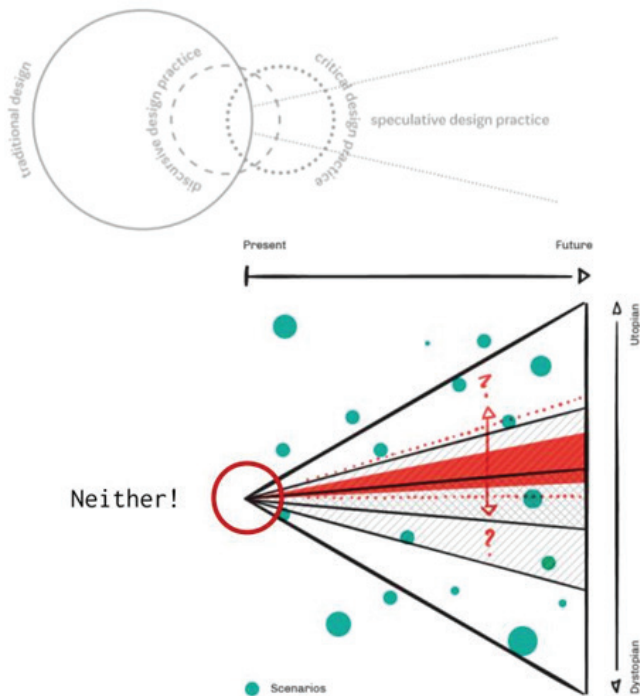 traditional design
discursive design practice
critical design practice
speculative design practice
Present
Future
Utopian
?
Neither!
?
Dystopian
Scenarios